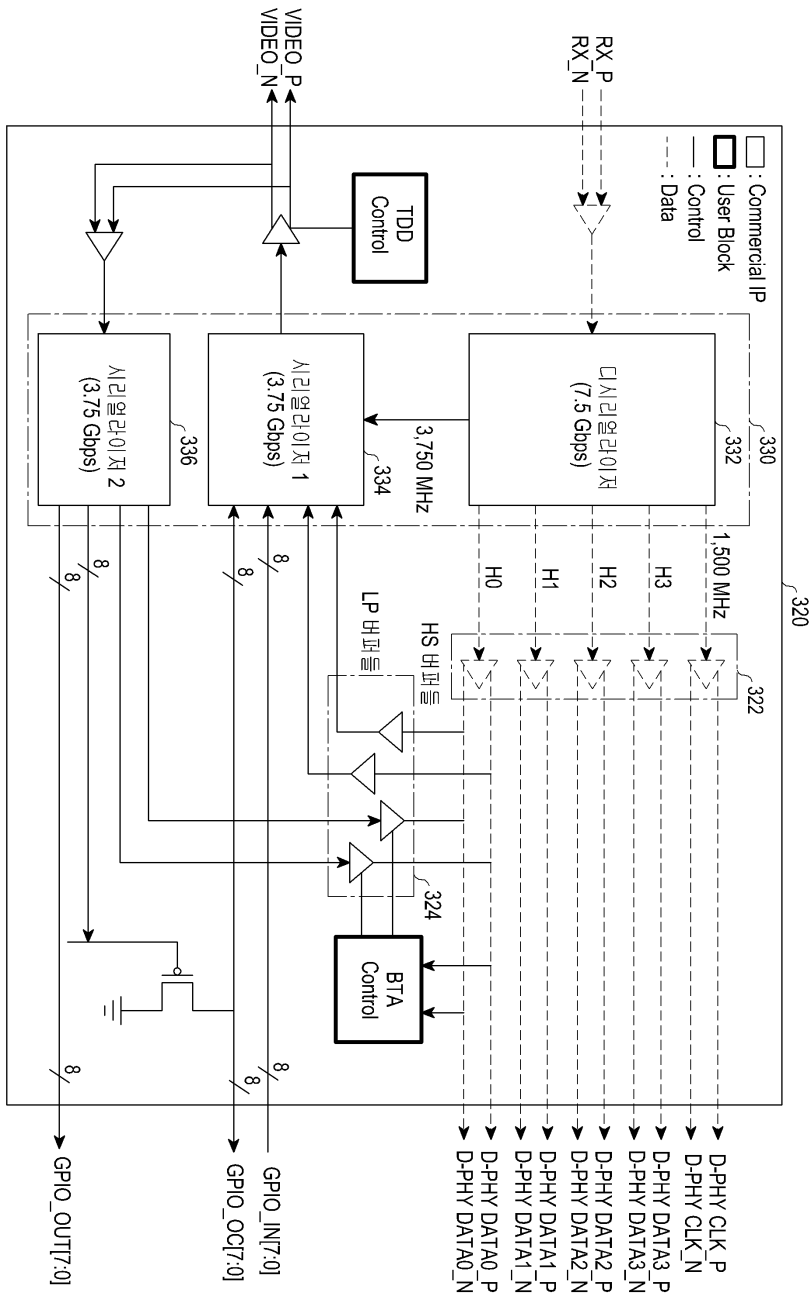 320
: Commercial IP
: User Block
: Control
: Data
RX_P
RX_N
VIDEO_P
VIDEO_N
TDD
Control
330
332
디시리얼라이저
(7.5 Gbps)
3,750 MHz
334
시리얼라이저 1
(3.75 Gbps)
336
시리얼라이저 2
(3.75 Gbps)
1,500 MHz
H3
H2
H1
H0
322
HS 버퍼들
LP 버퍼들
324
BTA
Control
8
8
8
8
8
8
8
D-PHY CLK_P
D-PHY CLK_N
D-PHY DATA3_P
D-PHY DATA3_N
D-PHY DATA2_P
D-PHY DATA2_N
D-PHY DATA1_P
D-PHY DATA1_N
D-PHY DATA0_P
D-PHY DATA0_N
GPIO_IN[7:0]
GPIO_OC[7:0]
GPIO_OUT[7:0]